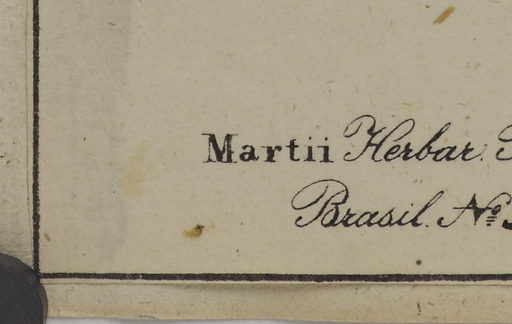 Martii Herbar.
Brasil. No.